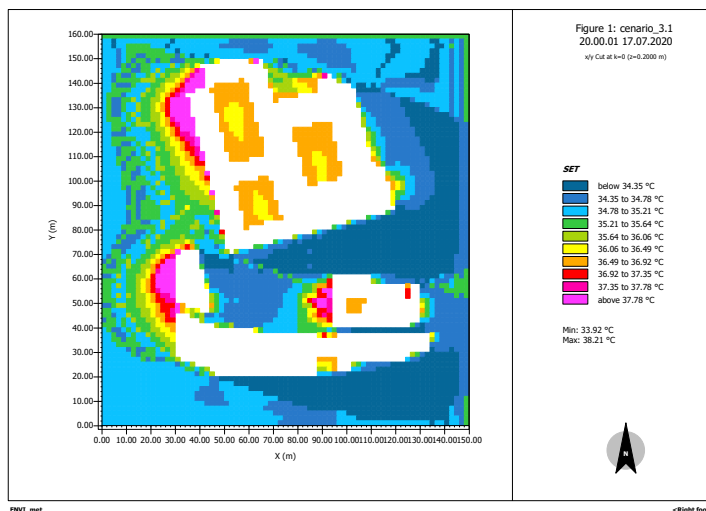 Figure 1: cenario_3.1
20.00.01 17.07.2020
x/y Cut at k=0 (z=0.2000 m)
160.00
150.00
140.00
130.00
120.00
110.00
100.00
90.00
80.00
70.00
60.00
50.00
40.00
30.00
20.00
10.00
0.00
Y (m)
0.00 10.00 20.00 30.00 40.00 50.00 60.00 70.00 80.00 90.00 100.00 110.00 120.00 130.00 140.00 150.00
X (m)
SET
below 34.35 °C
34.35 to 34.78 °C
34.78 to 35.21 °C
35.21 to 35.64 °C
35.64 to 36.06 °C
36.06 to 36.49 °C
36.49 to 36.92 °C
36.92 to 37.35 °C
37.35 to 37.78 °C
above 37.78 °C
Min: 33.92 °C
Max: 38.21 °C
N
ENVI_met
<Right foo